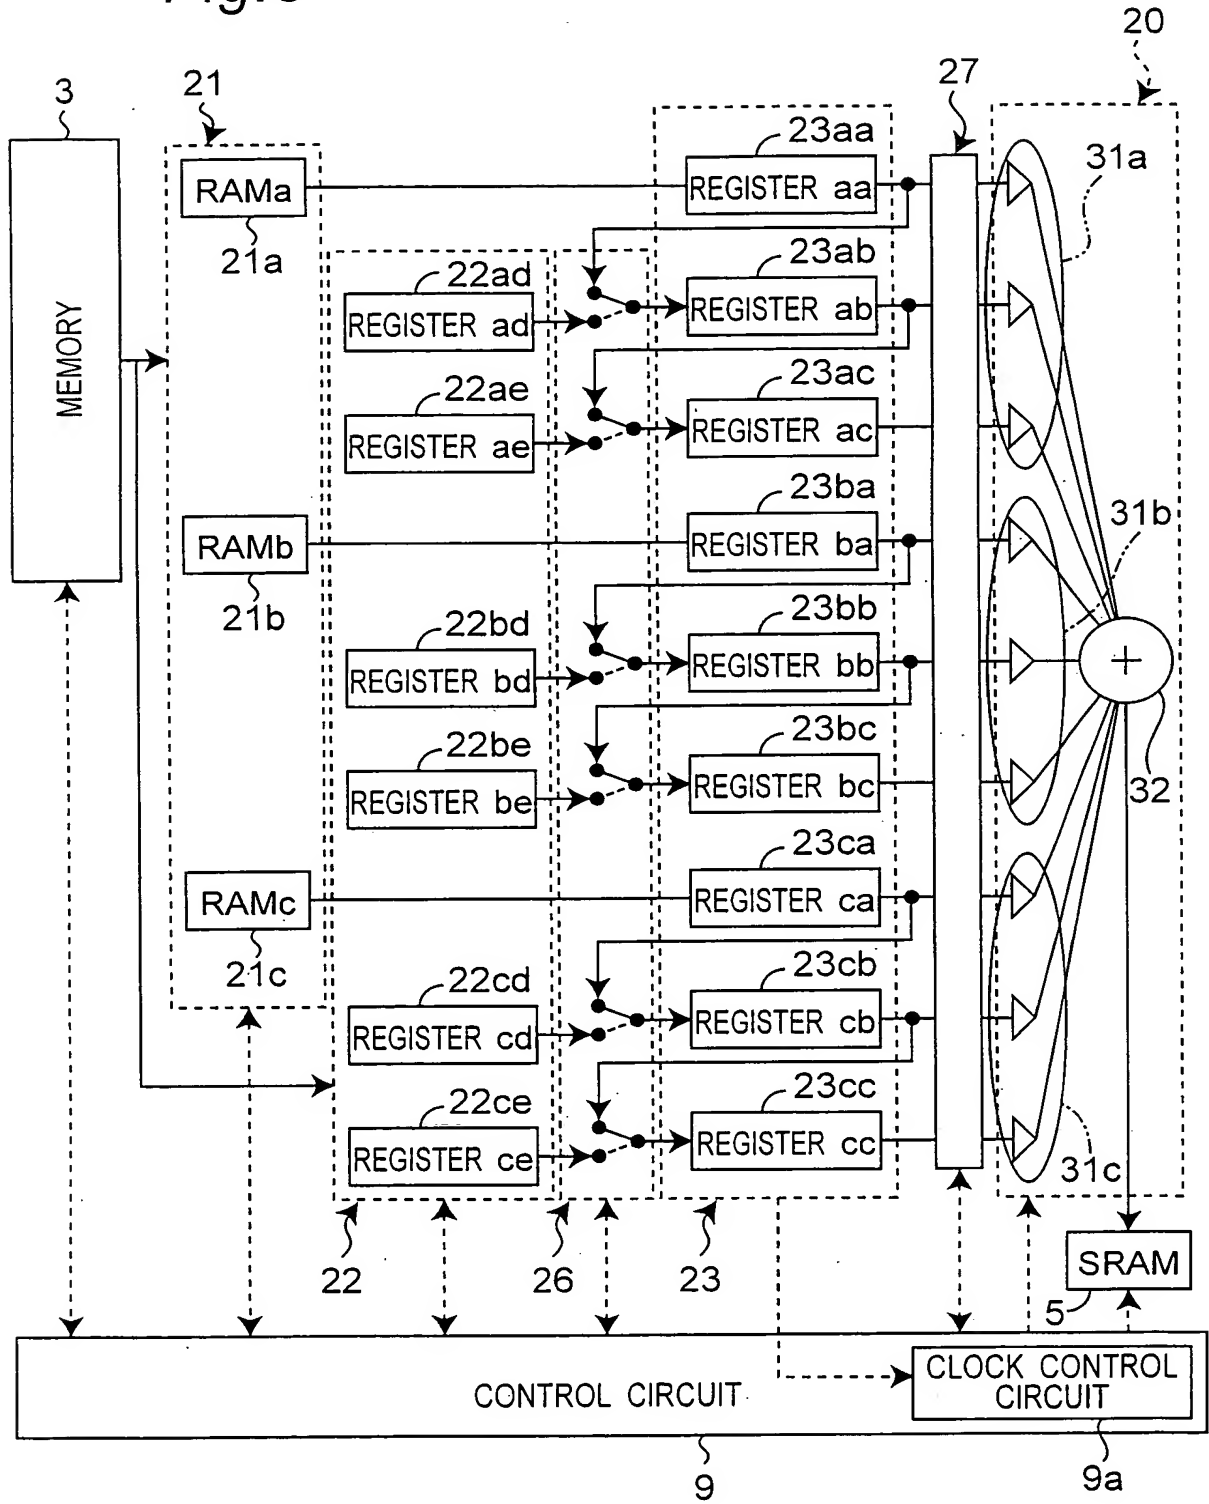 20
27
3
21
23aa
31a
RAMa
REGISTER aa
21a
22ad
23ab
REGISTER ad
REGISTER ab
MEMORY
22ae
23ac
REGISTER ae
REGISTER ac
23ba
31b
RAMb
REGISTER ba
21b
22bd
23bb
REGISTER bd
REGISTER bb
+
22be
23bc
REGISTER be
REGISTER bc
32
23ca
RAMc
REGISTER ca
21c
22cd
23cb
REGISTER cd
REGISTER cb
22ce
23cc
REGISTER ce
REGISTER cc
31c
22
26
23
SRAM
5
CONTROL CIRCUIT
CLOCK CONTROL
CIRCUIT
9
9a